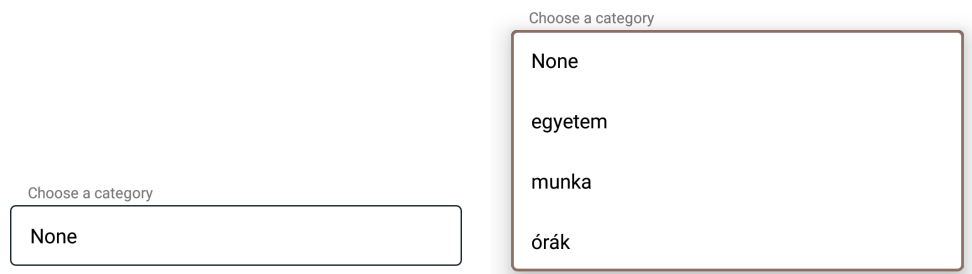 Choose a category
None
Choose a category
None
egyetem
munka
órák